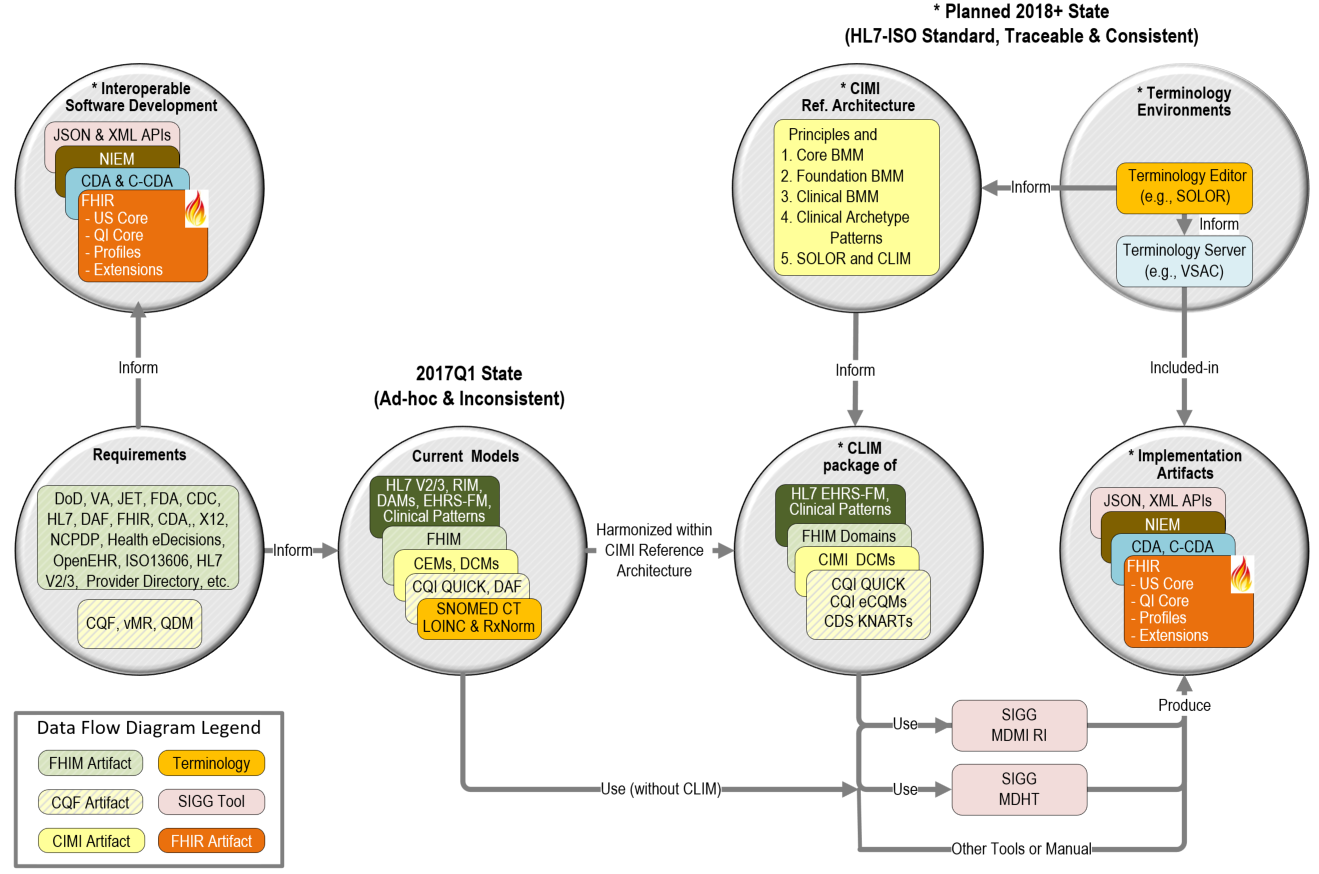 * Planned 2018+ State
(HL7-ISO Standard, Traceable & Consistent)
* Interoperable
Software Development
JSON & XML APIs
NIEM
CDA & C-CDA
FHIR
- US Core
- QI Core
- Profiles
- Extensions
* CIMI
Ref. Architecture
Principles and
1. Core BMM
2. Foundation BMM
3. Clinical BMM
4. Clinical Archetype
Patterns
5. SOLOR and CLIM
* Terminology
Environments
Terminology Editor
(e.g., SOLOR)
Inform
Inform
Terminology Server
(e.g., VSAC)
Inform
2017Q1 State
(Ad-hoc & Inconsistent)
Inform
Included-in
Requirements
DoD, VA, JET, FDA, CDC,
HL7, DAF, FHIR, CDA,, X12,
NCPDP, Health eDecisions,
OpenEHR, ISO13606, HL7
V2/3, Provider Directory, etc.
CQF, vMR, QDM
Inform
Current Models
HL7 V2/3, RIM,
DAMs, EHRS-FM,
Clinical Patterns
FHIM
CEMs, DCMs
CQI QUICK, DAF
SNOMED CT
LOINC & RxNorm
Harmonized within
CIMI Reference
Architecture
* CLIM
package of
HL7 EHRS-FM,
Clinical Patterns
FHIM Domains
CIMI DCMs
CQI QUICK
CQI eCQMs
CDS KNARTs
* Implementation
Artifacts
JSON, XML APIs
NIEM
CDA, C-CDA
FHIR
- US Core
- QI Core
- Profiles
- Extensions
Produce
Use
SIGG
MDMI RI
Use (without CLIM)
Use
SIGG
MDHT
Other Tools or Manual
Data Flow Diagram Legend
FHIM Artifact
Terminology
CQF Artifact
SIGG Tool
CIMI Artifact
FHIR Artifact